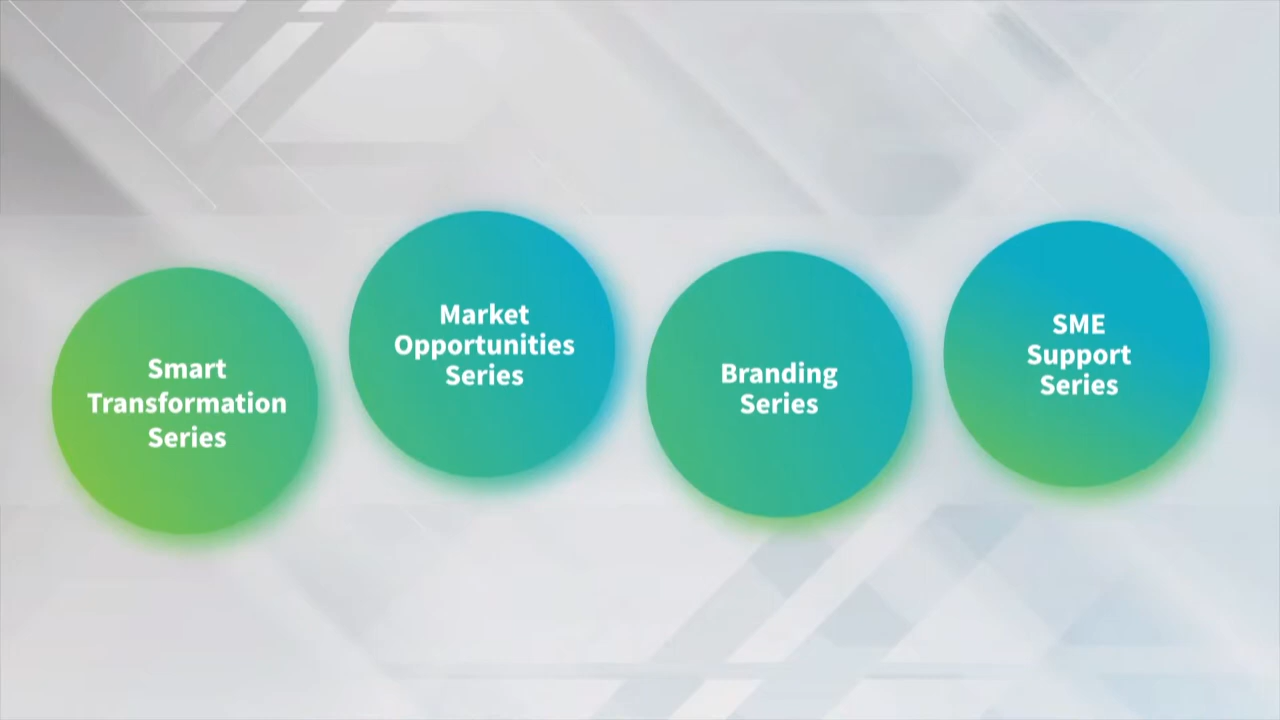 Smart
Transformation
Series
Market
Opportunities
Series
Branding
Series
SME
Support
Series